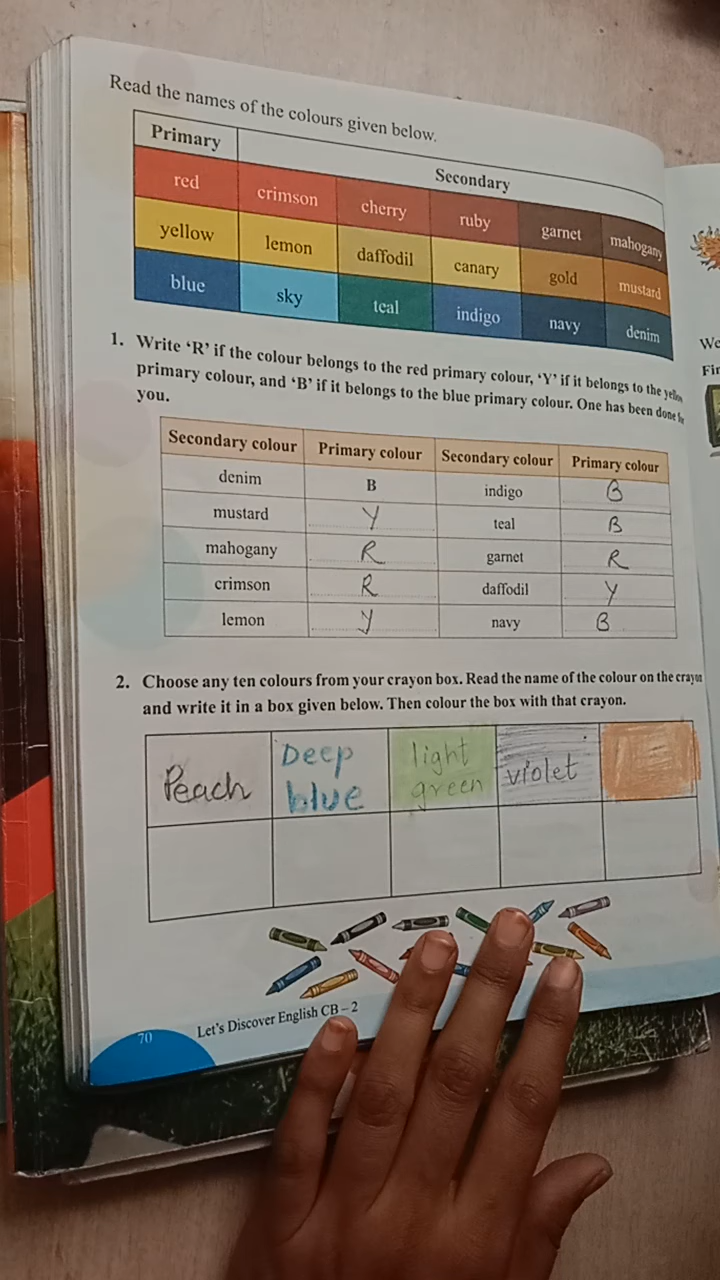 Read the names of the colours given below.
Primary Secondary
red crimson cherry ruby garnet mahogany
yellow lemon daffodil canary gold mustard
blue sky teal indigo navy denim
1. Write ‘R’ if the colour belongs to the red primary colour, ‘Y’ if it belongs to the yellow
primary colour, and ‘B’ if it belongs to the blue primary colour. One has been done for
you.
Secondary colour Primary colour Secondary colour Primary colour
denim B indigo B
mustard Y teal B
mahogany R garnet R
crimson R daffodil Y
lemon Y navy B
2. Choose any ten colours from your crayon box. Read the name of the colour on the crayon
and write it in a box given below. Then colour the box with that crayon.
Peach Deep blue light green violet
70 Let's Discover English CB – 2
We
Fir